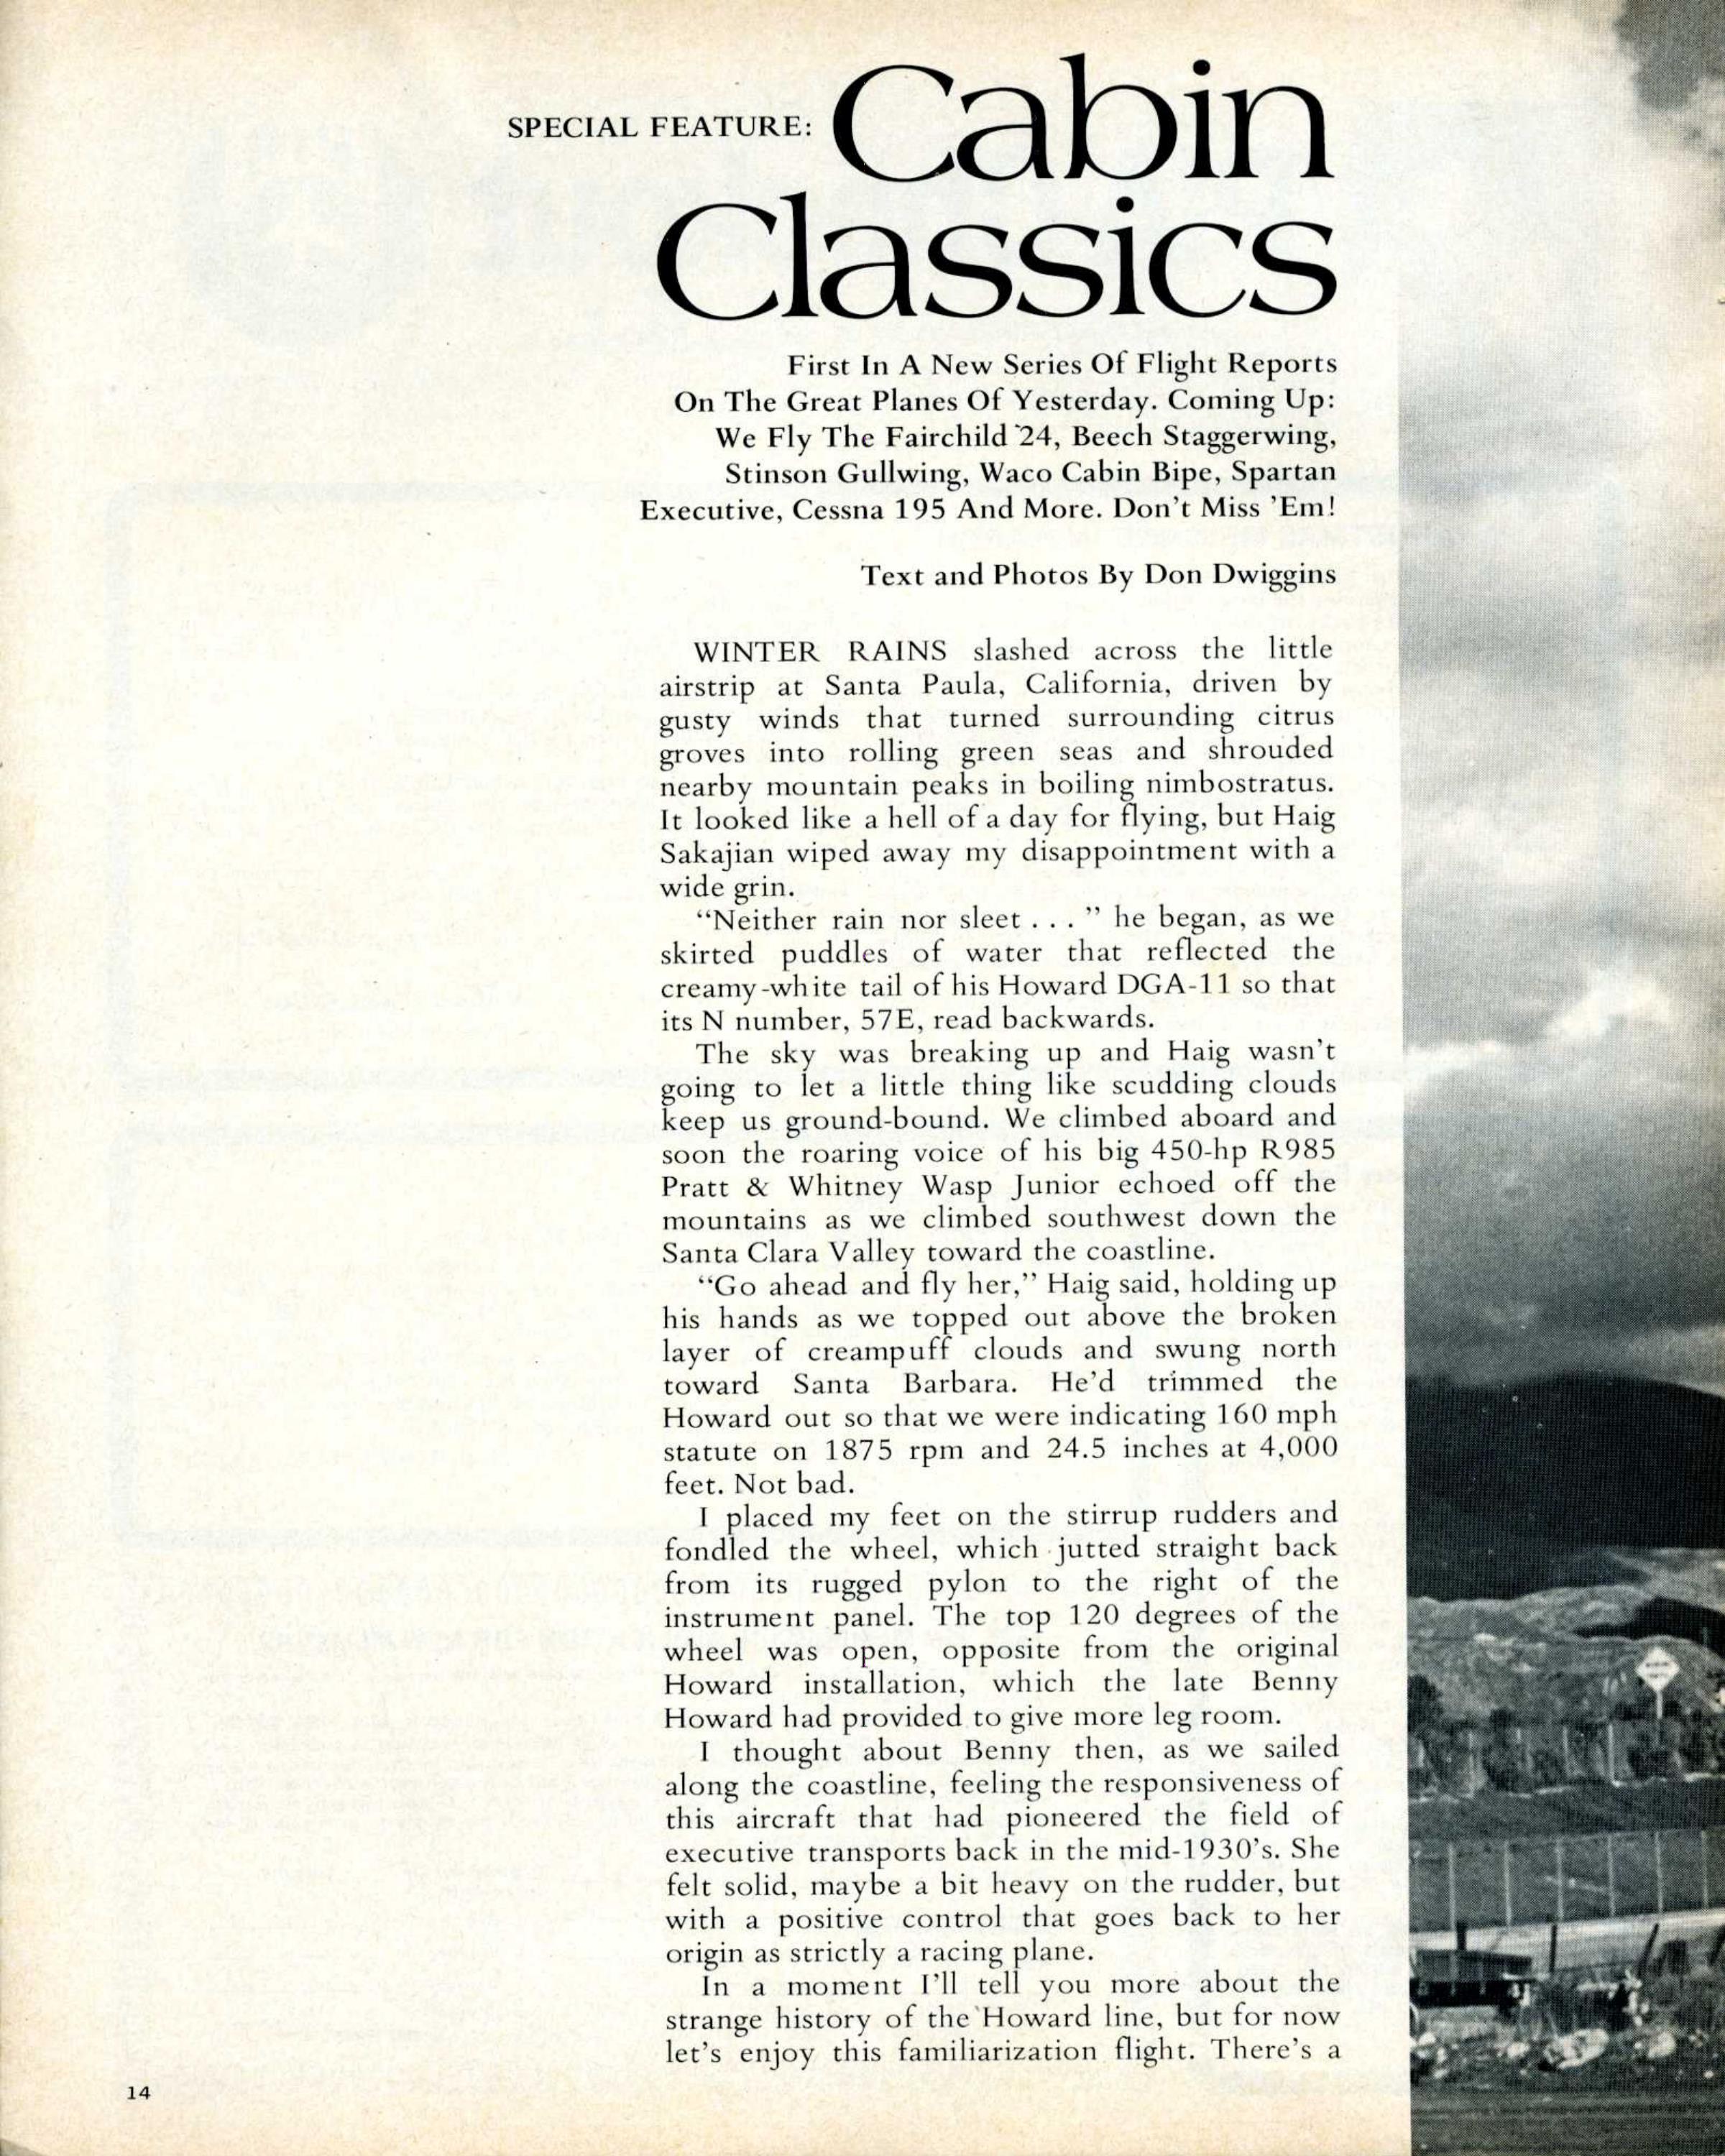 SPECIAL FEATURE: Cabin
Classics
First In A New Series Of Flight Reports
On The Great Planes Of Yesterday. Coming Up:
We Fly The Fairchild 24, Beech Staggerwing,
Stinson Gullwing, Waco Cabin Bipe, Spartan
Executive, Cessna 195 And More. Don't Miss 'Em!
Text and Photos By Don Dwiggins
WINTER RAINS slashed across the little
airstrip at Santa Paula, California, driven by
gusty winds that turned surrounding citrus
groves into rolling green seas and shrouded
nearby mountain peaks in boiling nimbostratus.
It looked like a hell of a day for flying, but Haig
Sakajian wiped away my disappointment with a
wide grin.
“Neither rain nor sleet . . . ” he began, as we
skirted puddles of water that reflected the
creamy-white tail of his Howard DGA-11 so that
its N number, 57E, read backwards.
The sky was breaking up and Haig wasn't
going to let a little thing like scudding clouds
keep us ground-bound. We climbed aboard and
soon the roaring voice of his big 450-hp R985
Pratt & Whitney Wasp Junior echoed off the
mountains as we climbed southwest down the
Santa Clara Valley toward the coastline.
“Go ahead and fly her,” Haig said, holding up
his hands as we topped out above the broken
layer of creampuff clouds and swung north
toward Santa Barbara. He'd trimmed the
Howard out so that we were indicating 160 mph
statute on 1875 rpm and 24.5 inches at 4,000
feet. Not bad.
I placed my feet on the stirrup rudders and
fondled the wheel, which jutted straight back
from its rugged pylon to the right of the
instrument panel. The top 120 degrees of the
wheel was open, opposite from the original
Howard installation, which the late Benny
Howard had provided to give more leg room.
I thought about Benny then, as we sailed
along the coastline, feeling the responsiveness of
this aircraft that had pioneered the field of
executive transports back in the mid-1930's. She
felt solid, maybe a bit heavy on the rudder, but
with a positive control that goes back to her
origin as strictly a racing plane.
In a moment I'll tell you more about the
strange history of the Howard line, but for now
let's enjoy this familiarization flight. There's a
14